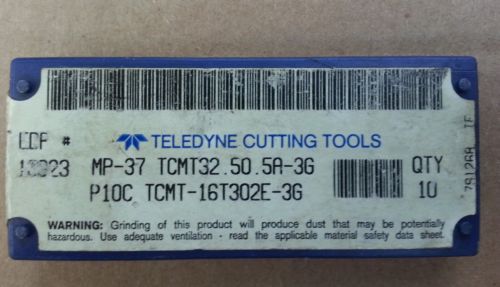 TELEDYNE CUTTING TOOLS
EDP #
MP-37 TCMT32.50.5A-3G QTY
P10C TCMT-16T302E-3G 10
WARNING: Grinding of this product will produce dust that may be potentially
hazardous. Use adequate ventilation - read the applicable material safety data sheet.